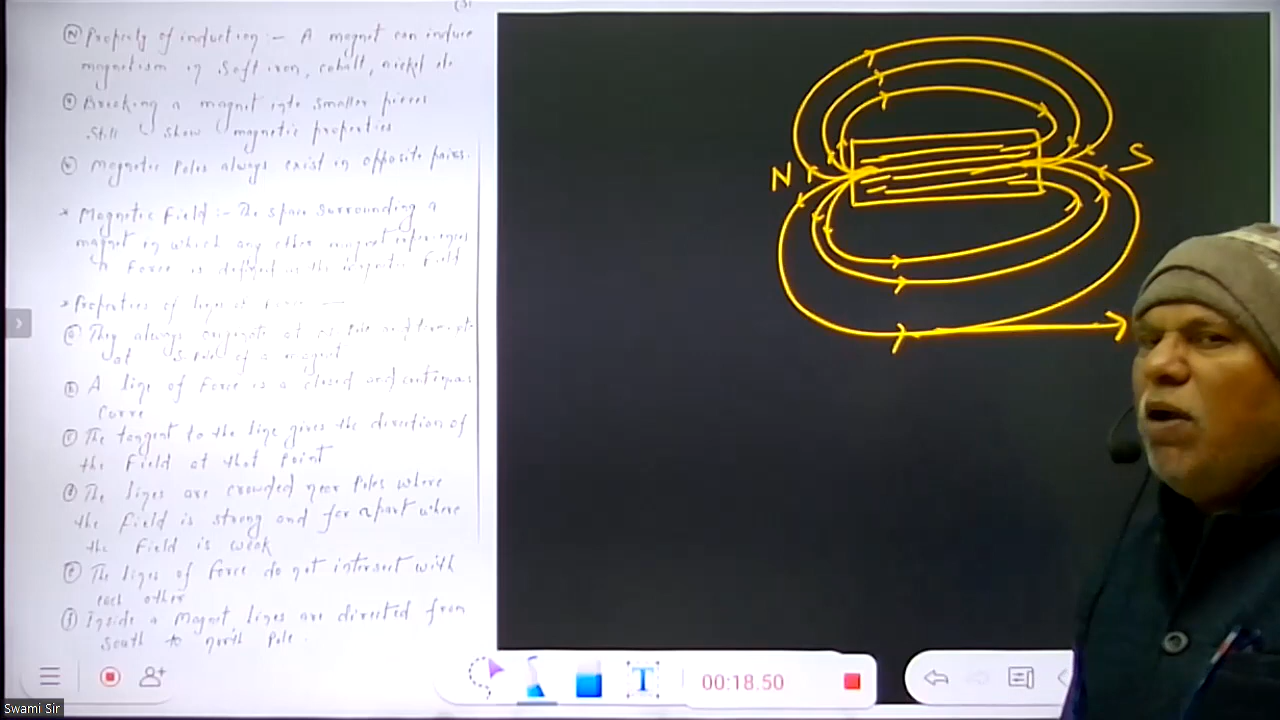 (3)
(N) Property of induction :- A magnet can induce
magnetism in Soft iron, cobalt, nickel etc
Breaking a magnet into smaller pieces
still show magnetic properties
Magnetic Poles always exist in opposite pairs.
* Magnetic Field :- The space surrounding a
magnet in which any other magnet experiences
Force is defined as the magnetic field
* Properties of lines of Force :-
(a) They always originate at
at S-Pole of a magnet
(b) A line of Force is a closed and
Curve
(c) The tangent to the line gives the direction of
the field at that point
(d) The lines are crowded near Poles where
the field is strong and far apart where
the field is weak
(e) The lines of Force do not intersect with
each other
(f) Inside a Magnet, lines are directed from
South to north Pole.
N
S
T
00:18.50
Swami Sir